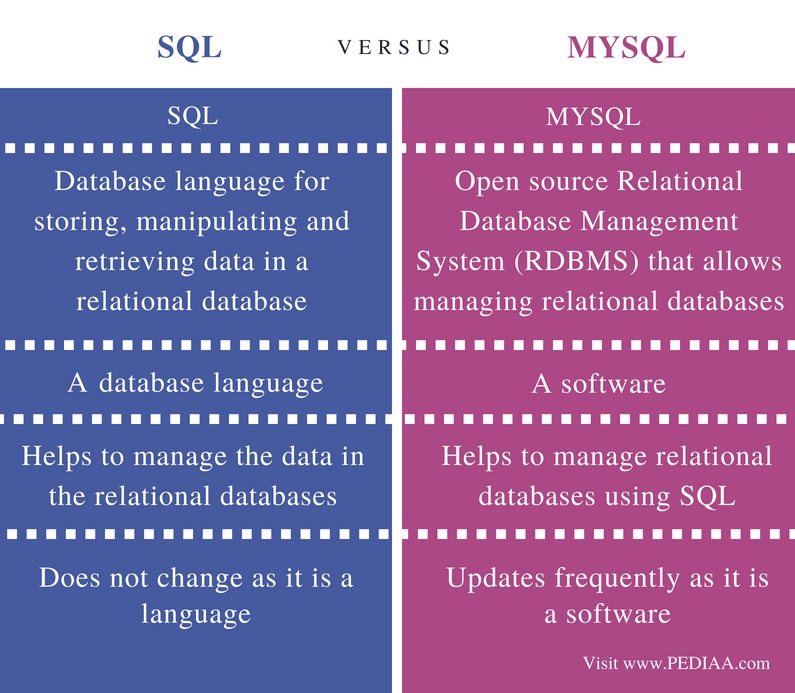 SQL VERSUS MYSQL
SQL
Database language for
storing, manipulating and
retrieving data in a
relational database
A database language
Helps to manage the data in
the relational databases
Does not change as it is a
language
MYSQL
Open source Relational
Database Management
System (RDBMS) that allows
managing relational databases
A software
Helps to manage relational
databases using SQL
Updates frequently as it is
a software
Visit www.PEDIAA.com